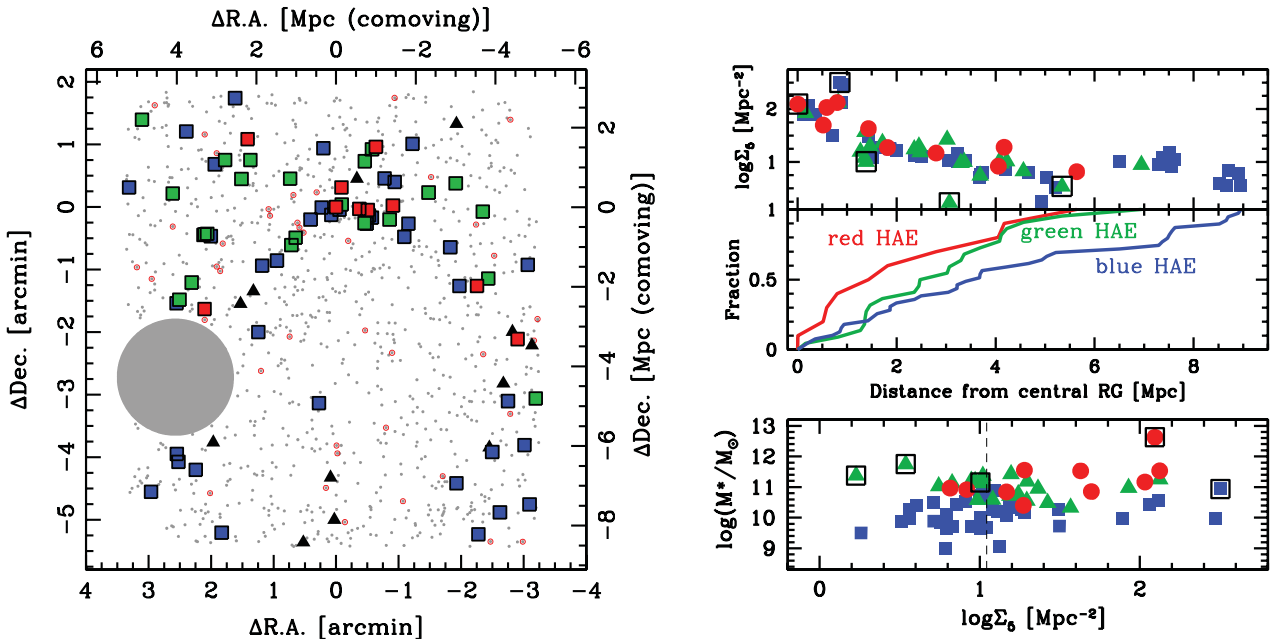 ΔR.A. [Mpc (comoving)]
6 4 2 0 -2 -4 -6
2
1
0
-1
-2
-3
-4
-5
ΔDec. [arcmin]
2
0
-2
-4
-6
-8
ΔDec. [Mpc (comoving)]
4 3 2 1 0 -1 -2 -3 -4
ΔR.A. [arcmin]
logΣ₅ [Mpc⁻²]
2
1
Fraction
1
0.5
0
red HAE
green HAE
blue HAE
0 2 4 6 8
Distance from central RG [Mpc]
log(M*/M☉)
13
12
11
10
9
0 1 2
logΣ₅ [Mpc⁻²]